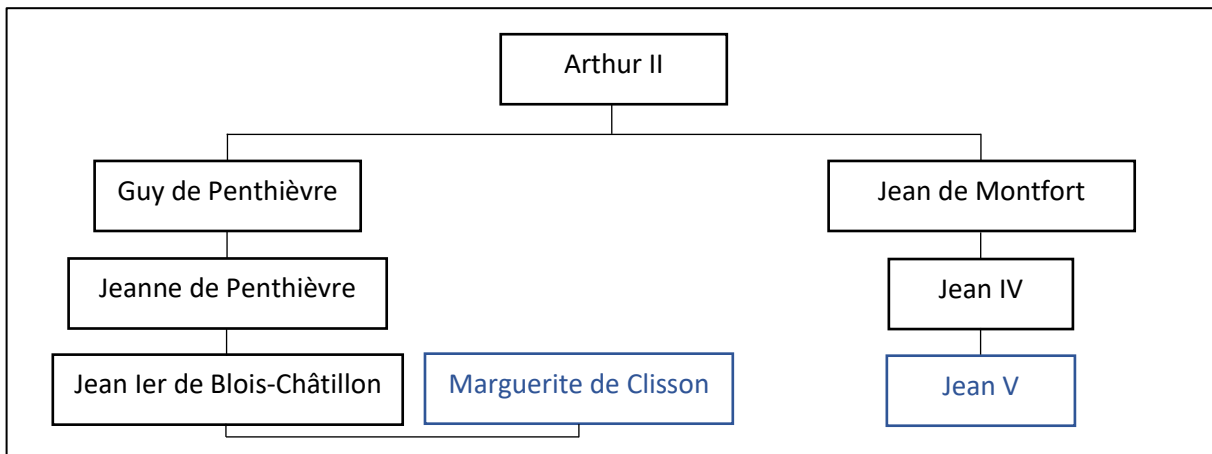 Arthur II
Guy de Penthièvre
Jean de Montfort
Jeanne de Penthièvre
Jean IV
Jean Ier de Blois-Châtillon
Marguerite de Clisson
Jean V